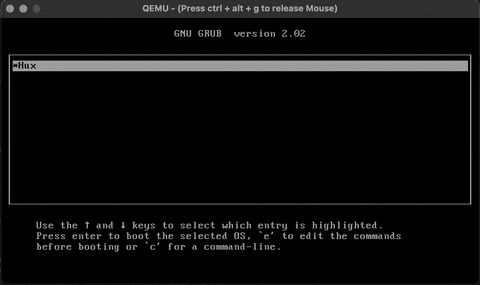 QEMU - (Press ctrl + alt + g to release Mouse)
GNU GRUB  version 2.02
*Hux
Use the ↑ and ↓ keys to select which entry is highlighted.
Press enter to boot the selected OS, `e' to edit the commands
before booting or `c' for a command-line.